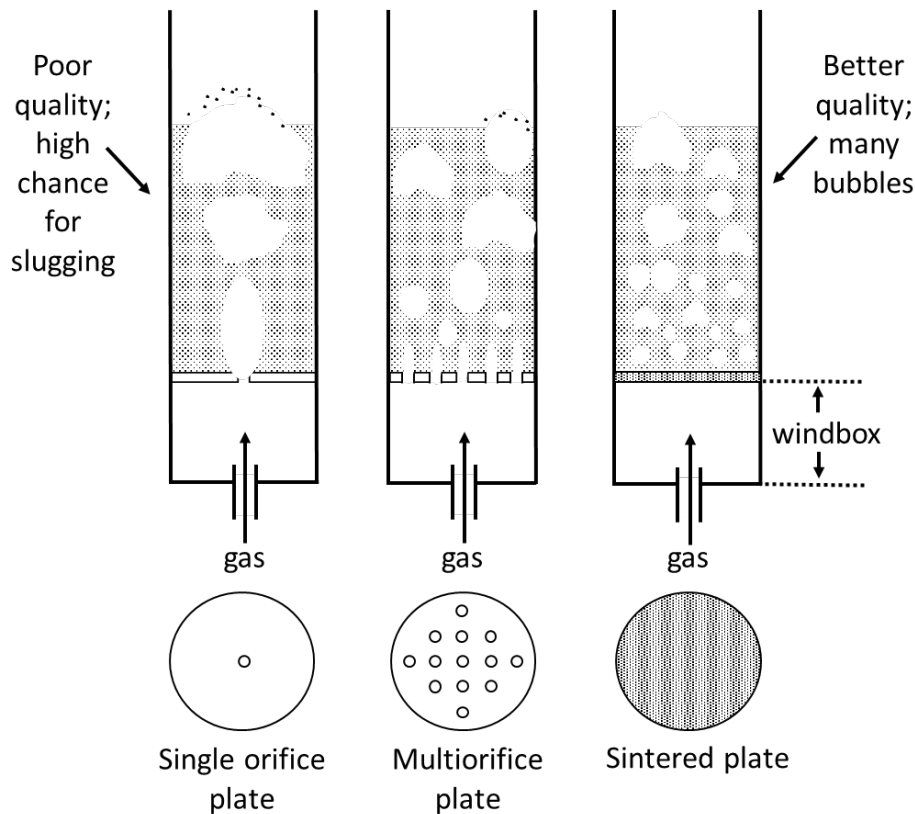 Poor
quality;
high
chance
for
slugging
Better
quality;
many
bubbles
windbox
gas
gas
gas
Single orifice
plate
Multiorifice
plate
Sintered plate